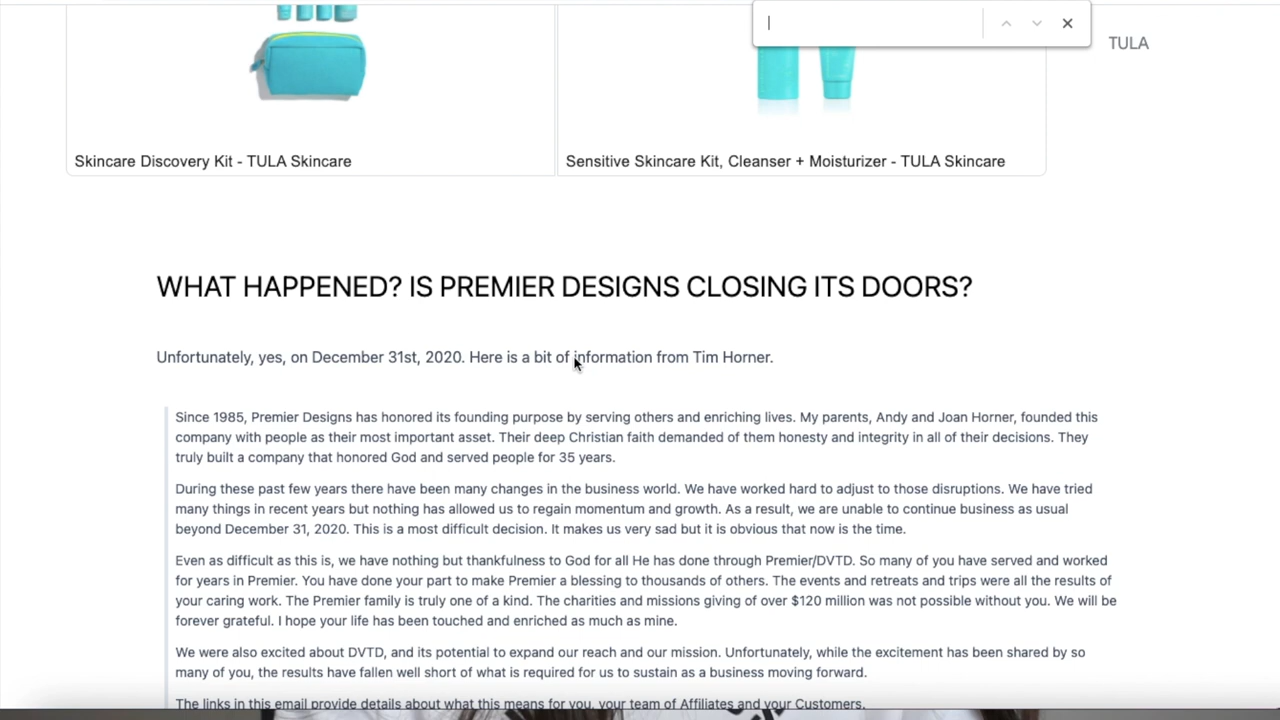 TULA
Skincare Discovery Kit - TULA Skincare
Sensitive Skincare Kit, Cleanser + Moisturizer - TULA Skincare
WHAT HAPPENED? IS PREMIER DESIGNS CLOSING ITS DOORS?
Unfortunately, yes, on December 31st, 2020. Here is a bit of information from Tim Horner.
Since 1985, Premier Designs has honored its founding purpose by serving others and enriching lives. My parents, Andy and Joan Horner, founded this
company with people as their most important asset. Their deep Christian faith demanded of them honesty and integrity in all of their decisions. They
truly built a company that honored God and served people for 35 years.
During these past few years there have been many changes in the business world. We have worked hard to adjust to those disruptions. We have tried
many things in recent years but nothing has allowed us to regain momentum and growth. As a result, we are unable to continue business as usual
beyond December 31, 2020. This is a most difficult decision. It makes us very sad but it is obvious that now is the time.
Even as difficult as this is, we have nothing but thankfulness to God for all He has done through Premier/DVTD. So many of you have served and worked
for years in Premier. You have done your part to make Premier a blessing to thousands of others. The events and retreats and trips were all the results of
your caring work. The Premier family is truly one of a kind. The charities and missions giving of over $120 million was not possible without you. We will be
forever grateful. I hope your life has been touched and enriched as much as mine.
We were also excited about DVTD, and its potential to expand our reach and our mission. Unfortunately, while the excitement has been shared by so
many of you, the results have fallen well short of what is required for us to sustain as a business moving forward.
The links in this email provide details about what this means for you, your team of Affiliates and your Customers.